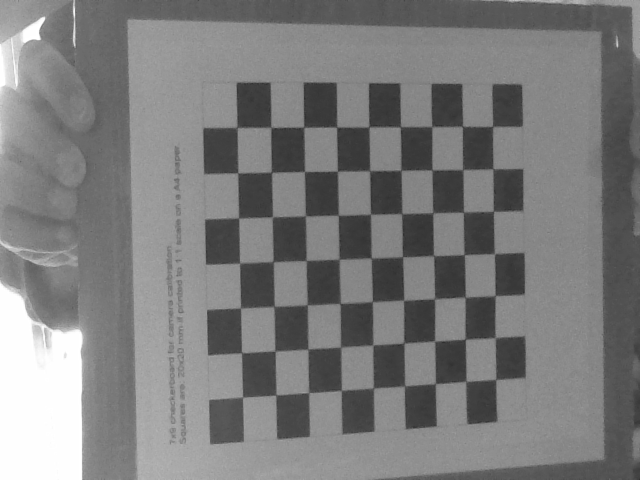 7x9 checkerboard for camera calibration.
Squares are. 20x20 mm if printed to 1:1 scale on a A4 paper